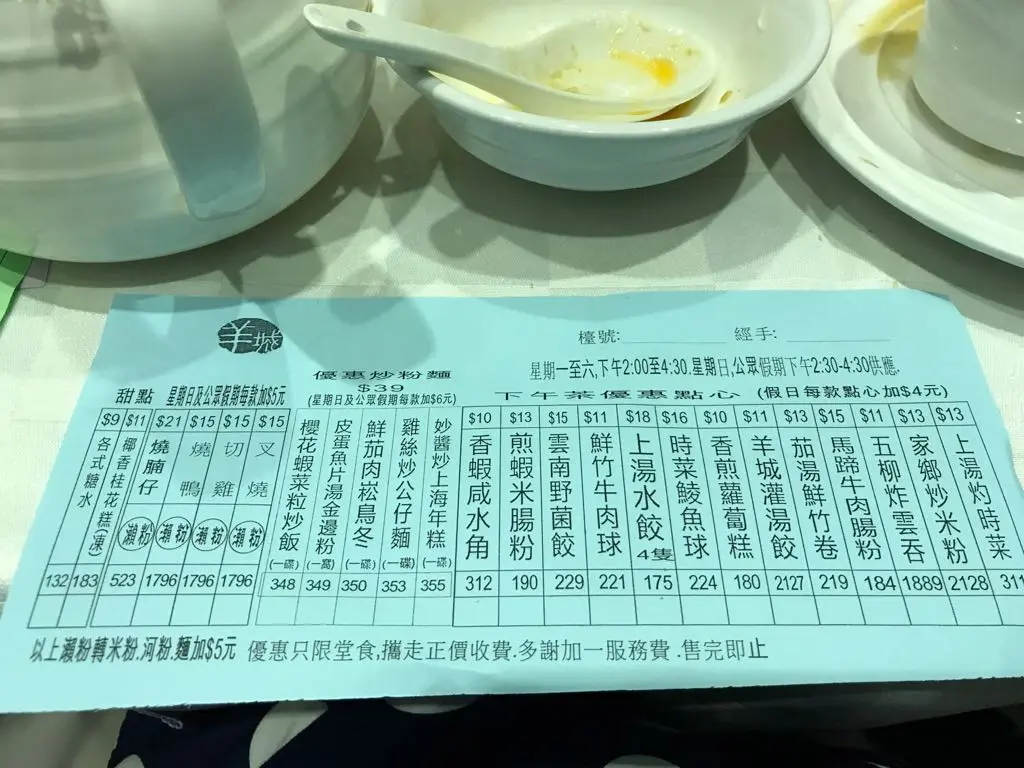 羊城
檯號:
經手:
星期一至六,下午2:00至4:30.星期日,公眾假期下午2:30-4:30供應.
甜點
星期日及公眾假期每款加$5元
優惠炒粉麵
$39
(星期日及公眾假期每款加$6元)
下午茶優惠點心 (假日每款點心加$4元)
$9 $11 $21 $15 $15 $15
$10 $13 $15 $11 $18 $16 $10 $11 $13 $15 $11 $13 $13
各式糖水
椰香桂花糕(凍
燒腩仔 瀨粉
燒鴨 瀨粉
切雞 瀨粉
叉燒 瀨粉
櫻花蝦菜粒炒飯 (一碟)
皮蛋魚片湯金邊粉 (一窩)
鮮茄肉崧烏冬 (一碟)
雞絲炒公仔麵 (一碟)
妙醬炒上海年糕 (一碟)
香蝦咸水角
煎蝦米腸粉
雲南野菌餃
鮮竹牛肉球
上湯水餃 4隻
時菜鯪魚球
香煎蘿蔔糕
羊城灌湯餃
茄湯鮮竹卷
馬蹄牛肉腸粉
五柳炸雲吞
家鄉炒米粉
上湯灼時菜
132 183 523 1796 1796 1796 348 349 350 353 355 312 190 229 221 175 224 180 2127 219 184 1889 2128 311
以上瀨粉轉米粉.河粉.麵加$5元 優惠只限堂食,攜走正價收費.多謝加一服務費.售完即止